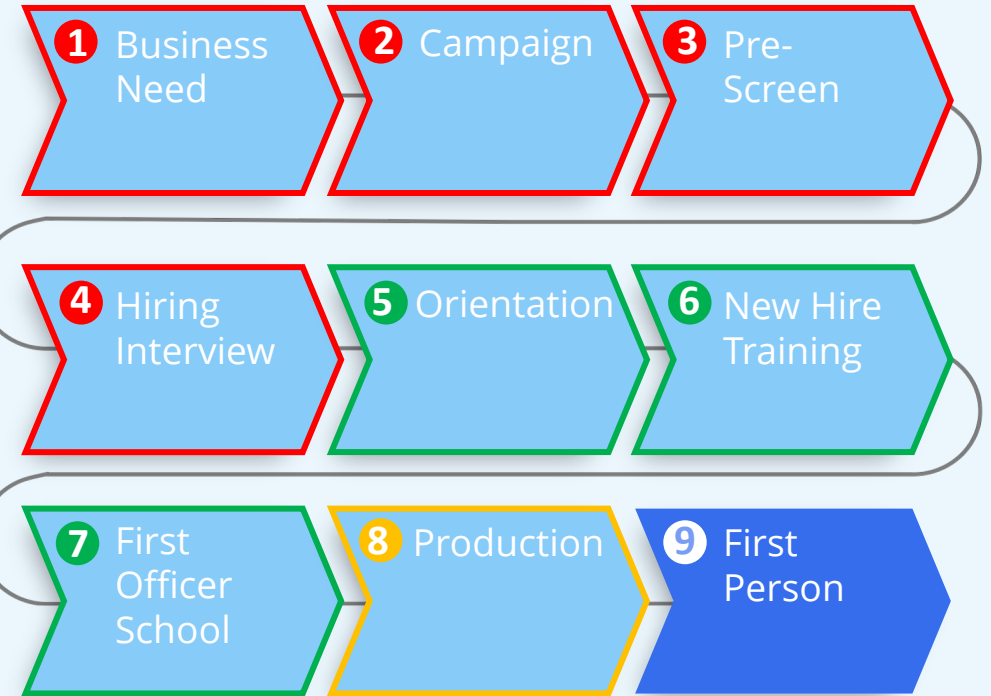 1 Business
Need
2 Campaign
3 Pre-
Screen
4 Hiring
Interview
5 Orientation
6 New Hire
Training
7 First
Officer
School
8 Production
9 First
Person